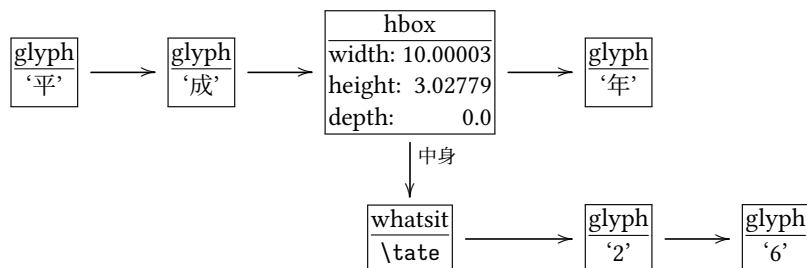 glyph
‘平’
glyph
‘成’
hbox
width: 10.00003
height: 3.02779
depth: 0.0
glyph
‘年’
中身
whatsit
\tate
glyph
‘2’
glyph
‘6’